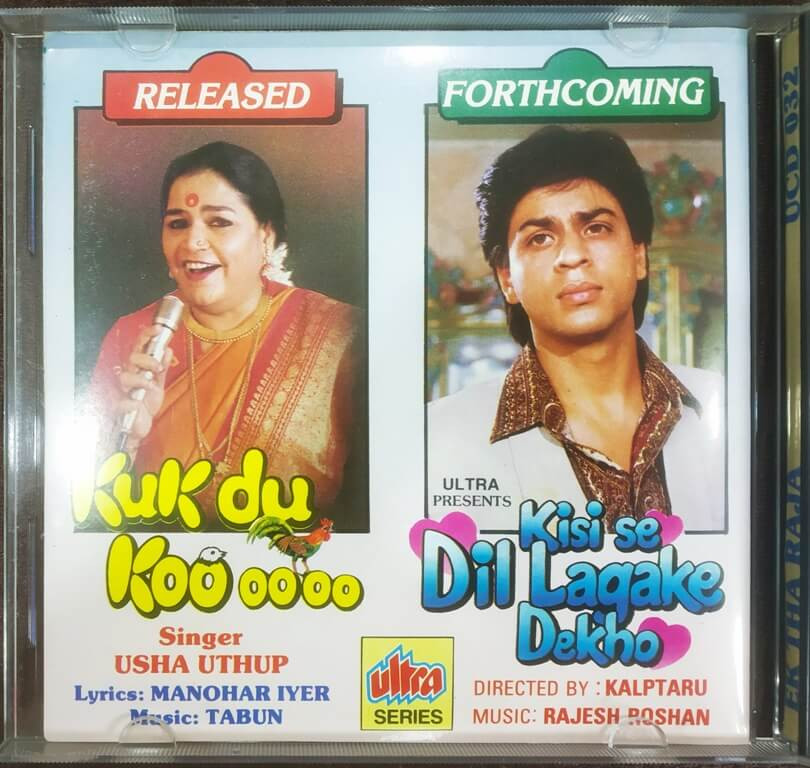 RELEASED
Kuk du
Koo oo oo
Singer
USHA UTHUP
Lyrics: MANOHAR IYER
Music: TABUN
FORTHCOMING
ULTRA
PRESENTS
Kisi se
Dil Lagake
Dekho
DIRECTED BY : KALPTARU
MUSIC: RAJESH ROSHAN
ultra
SERIES
UCD 032
EK THA RAJA